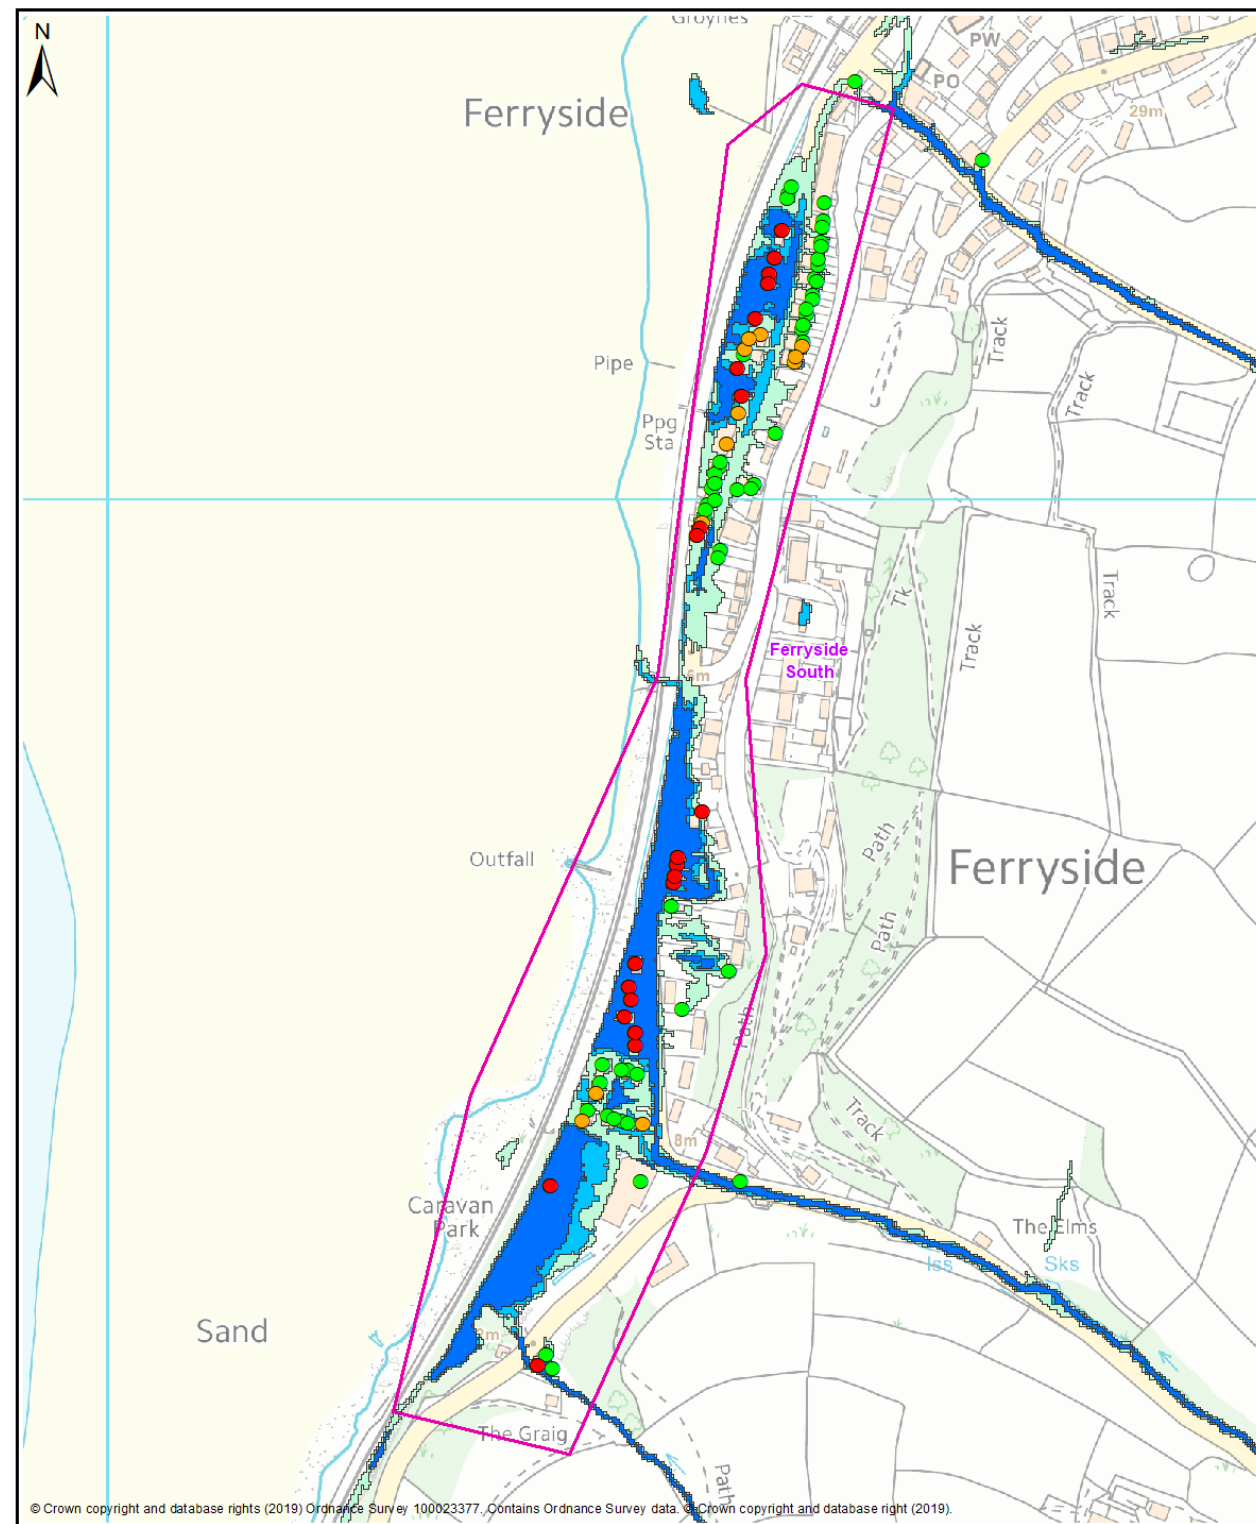 N
Groynes
PW
PO
Ferryside
29m
Track
Pipe
Track
Ppg
Sta
Track
Tk
Track
Ferryside
South
6m
Path
Outfall
Ferryside
Path
Path
Track
8m
Caravan
Park
The Elms
Iss
Sks
Sand
The Graig
Path
© Crown copyright and database rights (2019) Ordnance Survey 100023377. Contains Ordnance Survey data. © Crown copyright and database right (2019).